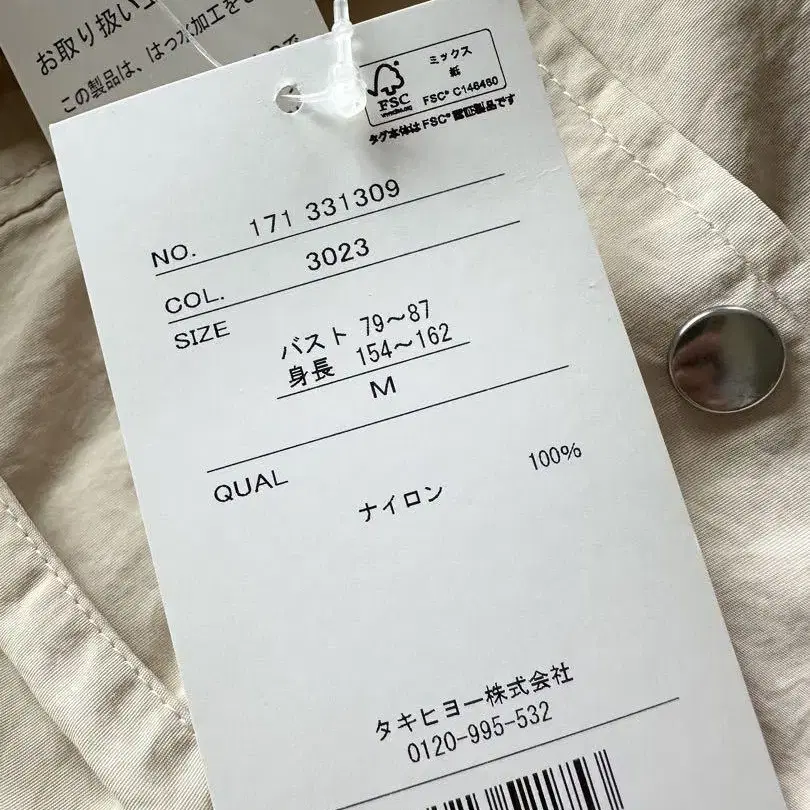 お取り扱い上
この製品は、はっ水加工をし
ミックス
紙
FSC
FSC® C146460
タグ本体はFSC®認証製品です
NO. 171 331309
COL. 3023
SIZE
バスト 79〜87
身長 154〜162
M
QUAL
ナイロン 100%
タキヒヨー株式会社
0120-995-532